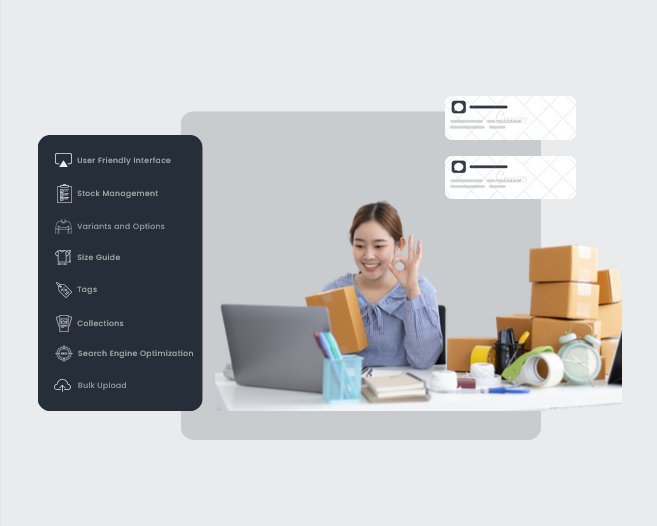 User Friendly Interface
Stock Management
Variants and Options
Size Guide
Tags
Collections
Search Engine Optimization
Bulk Upload